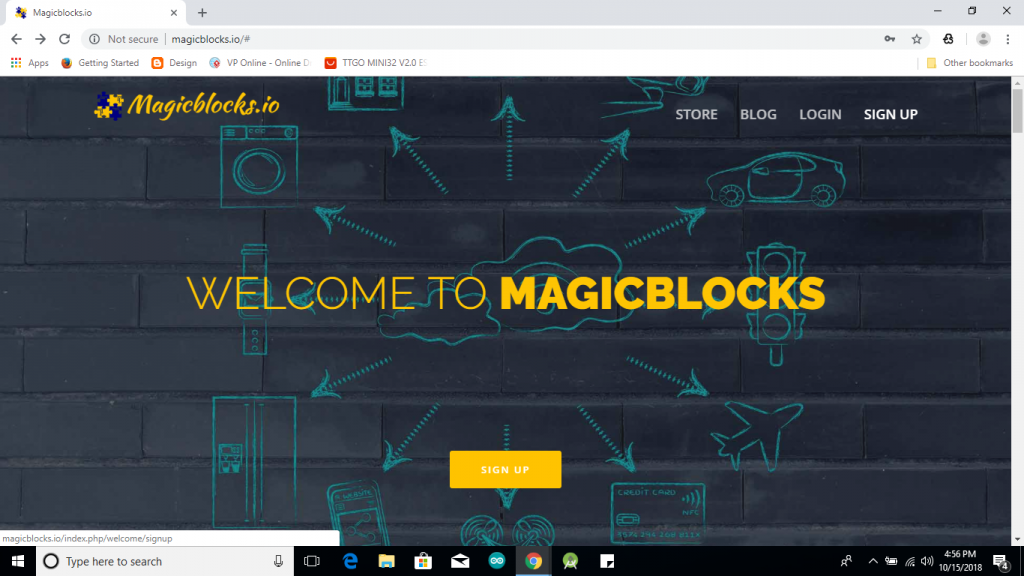 Magicblocks.io
Not secure
magicblocks.io/#
Apps
Getting Started
Design
VP Online - Online D
TTGO MINI32 V2.0 ES
Other bookmarks
Magicblocks.io
STORE
BLOG
LOGIN
SIGN UP
WELCOME TO MAGICBLOCKS
SIGN UP
WEBSITE
CREDIT CARD
NFC
magicblocks.io/index.php/welcome/signup
Type here to search
4:56 PM
10/15/2018
4